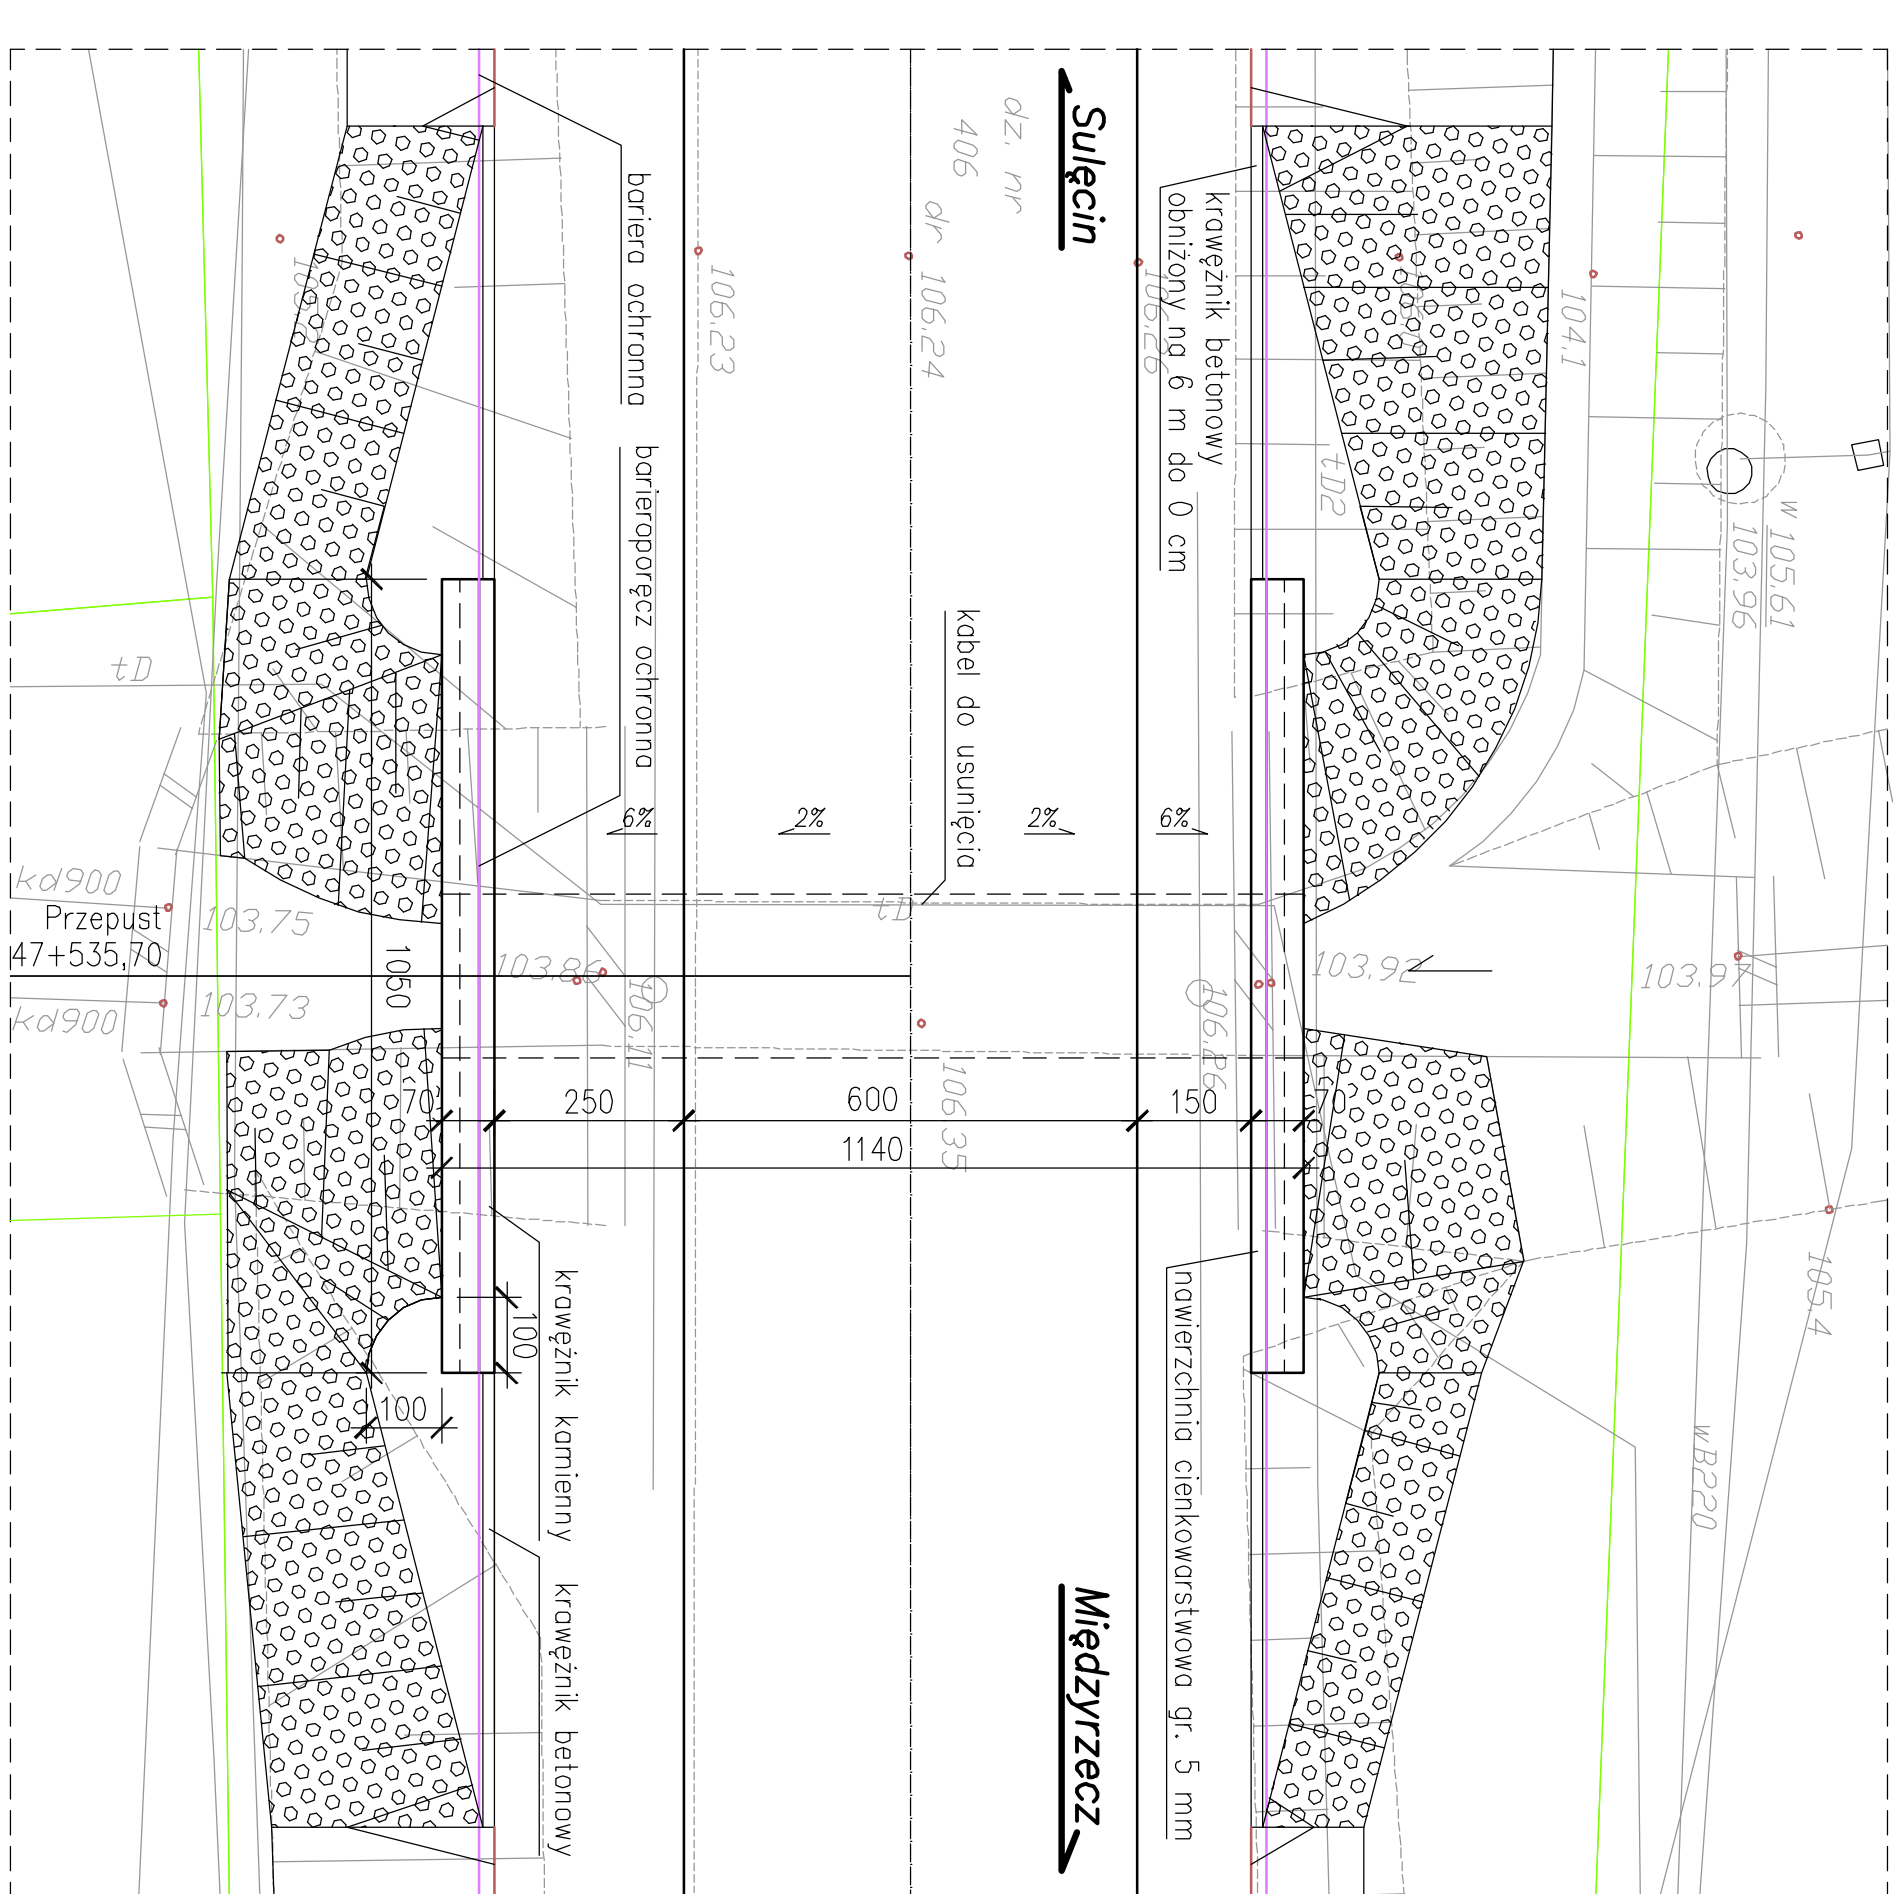 Sulęcin
dz. nr
406
dr 106.24
106.23
106.26
krawężnik betonowy
obniżony na 6 m do 0 cm
bariera ochronna
barieroporęcz ochronna
104.1
tD2
w 105.61
103.96
kabel do usunięcia
tD
6%
2%
2%
6%
kd900
Przepust
47+535,70
kd900
103.75
103.73
1050
103.86
106.11
tD
103.92
103.97
106.26
106.35
70
250
600
150
70
1140
100
100
krawężnik kamienny
krawężnik betonowy
nawierzchnia cienkowarstwowa gr. 5 mm
Międzyrzecz
105.4
wB220